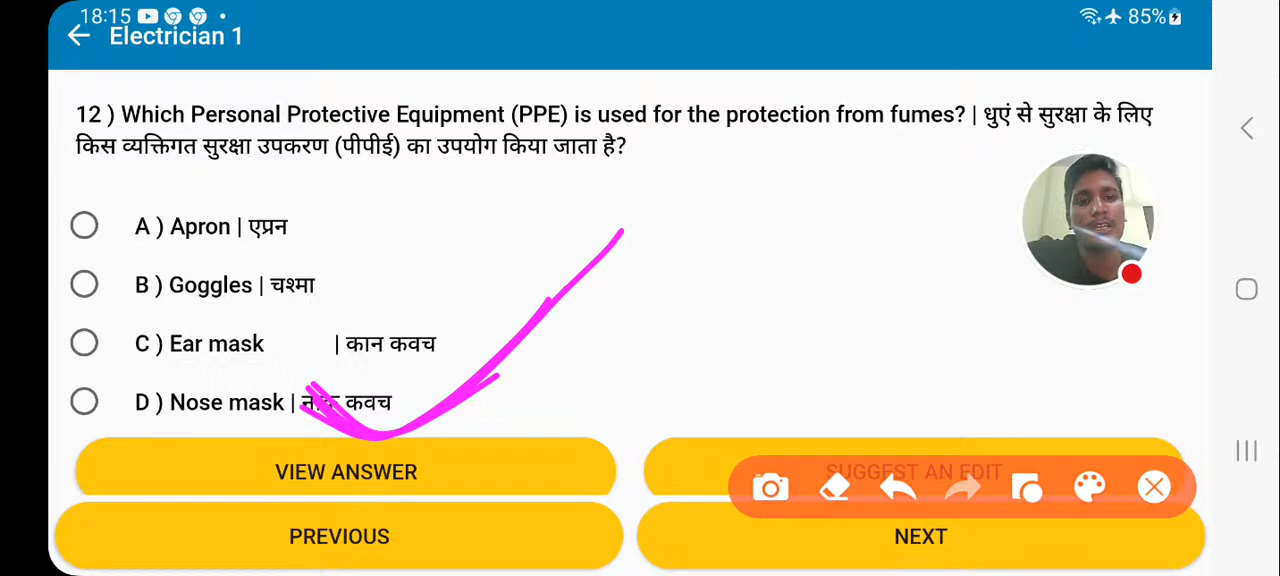 18:15
85%
Electrician 1
12 ) Which Personal Protective Equipment (PPE) is used for the protection from fumes? | धुएं से सुरक्षा के लिए
किस व्यक्तिगत सुरक्षा उपकरण (पीपीई) का उपयोग किया जाता है?
A ) Apron | एप्रन
B ) Goggles | चश्मा
C ) Ear mask | कान कवच
D ) Nose mask | नाक कवच
VIEW ANSWER
SUGGEST AN EDIT
PREVIOUS
NEXT